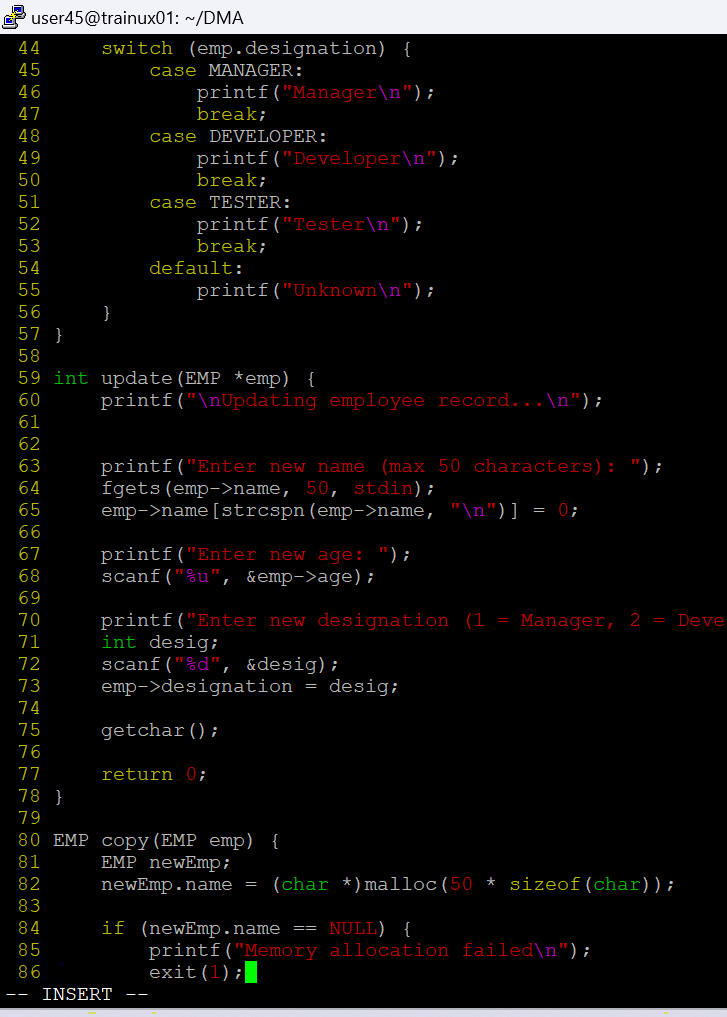 user45@trainux01: ~/DMA
44     switch (emp.designation) {
45         case MANAGER:
46             printf("Manager\n");
47             break;
48         case DEVELOPER:
49             printf("Developer\n");
50             break;
51         case TESTER:
52             printf("Tester\n");
53             break;
54         default:
55             printf("Unknown\n");
56     }
57 }
58
59 int update(EMP *emp) {
60     printf("\nUpdating employee record...\n");
61
62
63     printf("Enter new name (max 50 characters): ");
64     fgets(emp->name, 50, stdin);
65     emp->name[strcspn(emp->name, "\n")] = 0;
66
67     printf("Enter new age: ");
68     scanf("%u", &emp->age);
69
70     printf("Enter new designation (1 = Manager, 2 = Deve
71     int desig;
72     scanf("%d", &desig);
73     emp->designation = desig;
74
75     getchar();
76
77     return 0;
78 }
79
80 EMP copy(EMP emp) {
81     EMP newEmp;
82     newEmp.name = (char *)malloc(50 * sizeof(char));
83
84     if (newEmp.name == NULL) {
85         printf("Memory allocation failed\n");
86         exit(1);
-- INSERT --